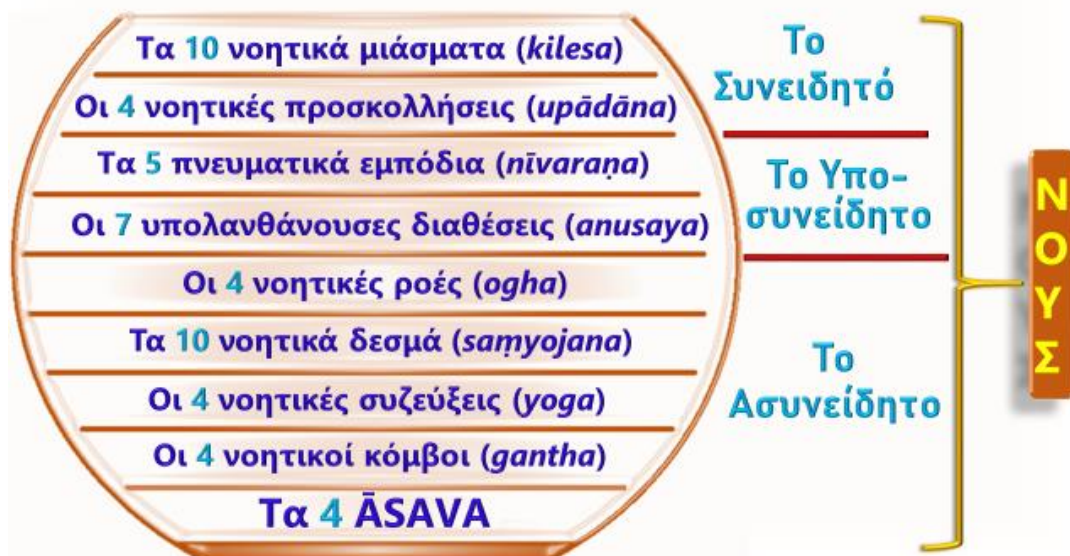 Τα 10 νοητικά μιάσματα (kilesa)
Οι 4 νοητικές προσκολλήσεις (upādāna)
Τα 5 πνευματικά εμπόδια (nīvaraṇa)
Οι 7 υπολανθάνουσες διαθέσεις (anusaya)
Οι 4 νοητικές ροές (ogha)
Τα 10 νοητικά δεσμά (saṃyojana)
Οι 4 νοητικές συζεύξεις (yoga)
Οι 4 νοητικοί κόμβοι (gantha)
Τα 4 ĀSAVA
Το
Συνειδητό
Το Υπο-
συνείδητο
Το
Ασυνείδητο
Ν
Ο
Υ
Σ